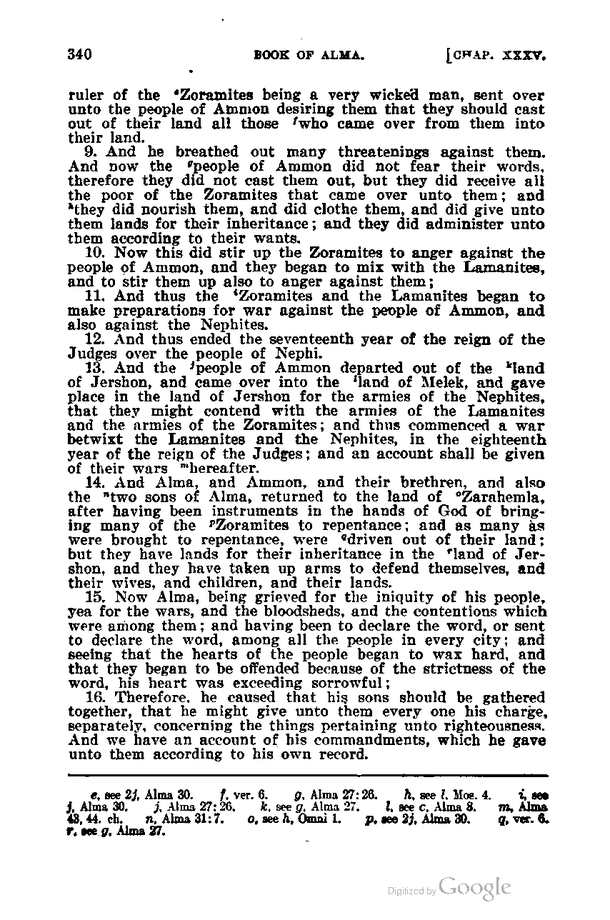 340 BOOK OF ALMA. [CHAP. XXXV.
ruler of the eZoramites being a very wicked man, sent over
unto the people of Ammon desiring them that they should cast
out of their land all those fwho came over from them into
their land.
9. And he breathed out many threatenings against them.
And now the gpeople of Ammon did not fear their words,
therefore they did not cast them out, but they did receive all
the poor of the Zoramites that came over unto them; and
hthey did nourish them, and did clothe them, and did give unto
them lands for their inheritance; and they did administer unto
them according to their wants.
10. Now this did stir up the Zoramites to anger against the
people of Ammon, and they began to mix with the Lamanites,
and to stir them up also to anger against them;
11. And thus the iZoramites and the Lamanites began to
make preparations for war against the people of Ammon, and
also against the Nephites.
12. And thus ended the seventeenth year of the reign of the
Judges over the people of Nephi.
13. And the jpeople of Ammon departed out of the kland
of Jershon, and came over into the lland of Melek, and gave
place in the land of Jershon for the armies of the Nephites,
that they might contend with the armies of the Lamanites
and the armies of the Zoramites; and thus commenced a war
betwixt the Lamanites and the Nephites, in the eighteenth
year of the reign of the Judges; and an account shall be given
of their wars mhereafter.
14. And Alma, and Ammon, and their brethren, and also
the ntwo sons of Alma, returned to the land of oZarahemla,
after having been instruments in the hands of God of bring-
ing many of the pZoramites to repentance; and as many as
were brought to repentance, were qdriven out of their land;
but they have lands for their inheritance in the rland of Jer-
shon, and they have taken up arms to defend themselves, and
their wives, and children, and their lands.
15. Now Alma, being grieved for the iniquity of his people,
yea for the wars, and the bloodsheds, and the contentions which
were among them; and having been to declare the word, or sent
to declare the word, among all the people in every city; and
seeing that the hearts of the people began to wax hard, and
that they began to be offended because of the strictness of the
word, his heart was exceeding sorrowful;
16. Therefore, he caused that his sons should be gathered
together, that he might give unto them every one his charge,
separately, concerning the things pertaining unto righteousness.
And we have an account of his commandments, which he gave
unto them according to his own record.
e, see 2j, Alma 30. f, ver. 6. g, Alma 27:26. h, see l, Mos. 4. i, see
j, Alma 30. j, Alma 27:26. k, see g, Alma 27. l, see c, Alma 8. m, Alma
43, 44. ch. n, Alma 31:7. o, see h, Omni 1. p, see 2j, Alma 30. q, ver. 6.
r, see g, Alma 27.
Digitized by Google